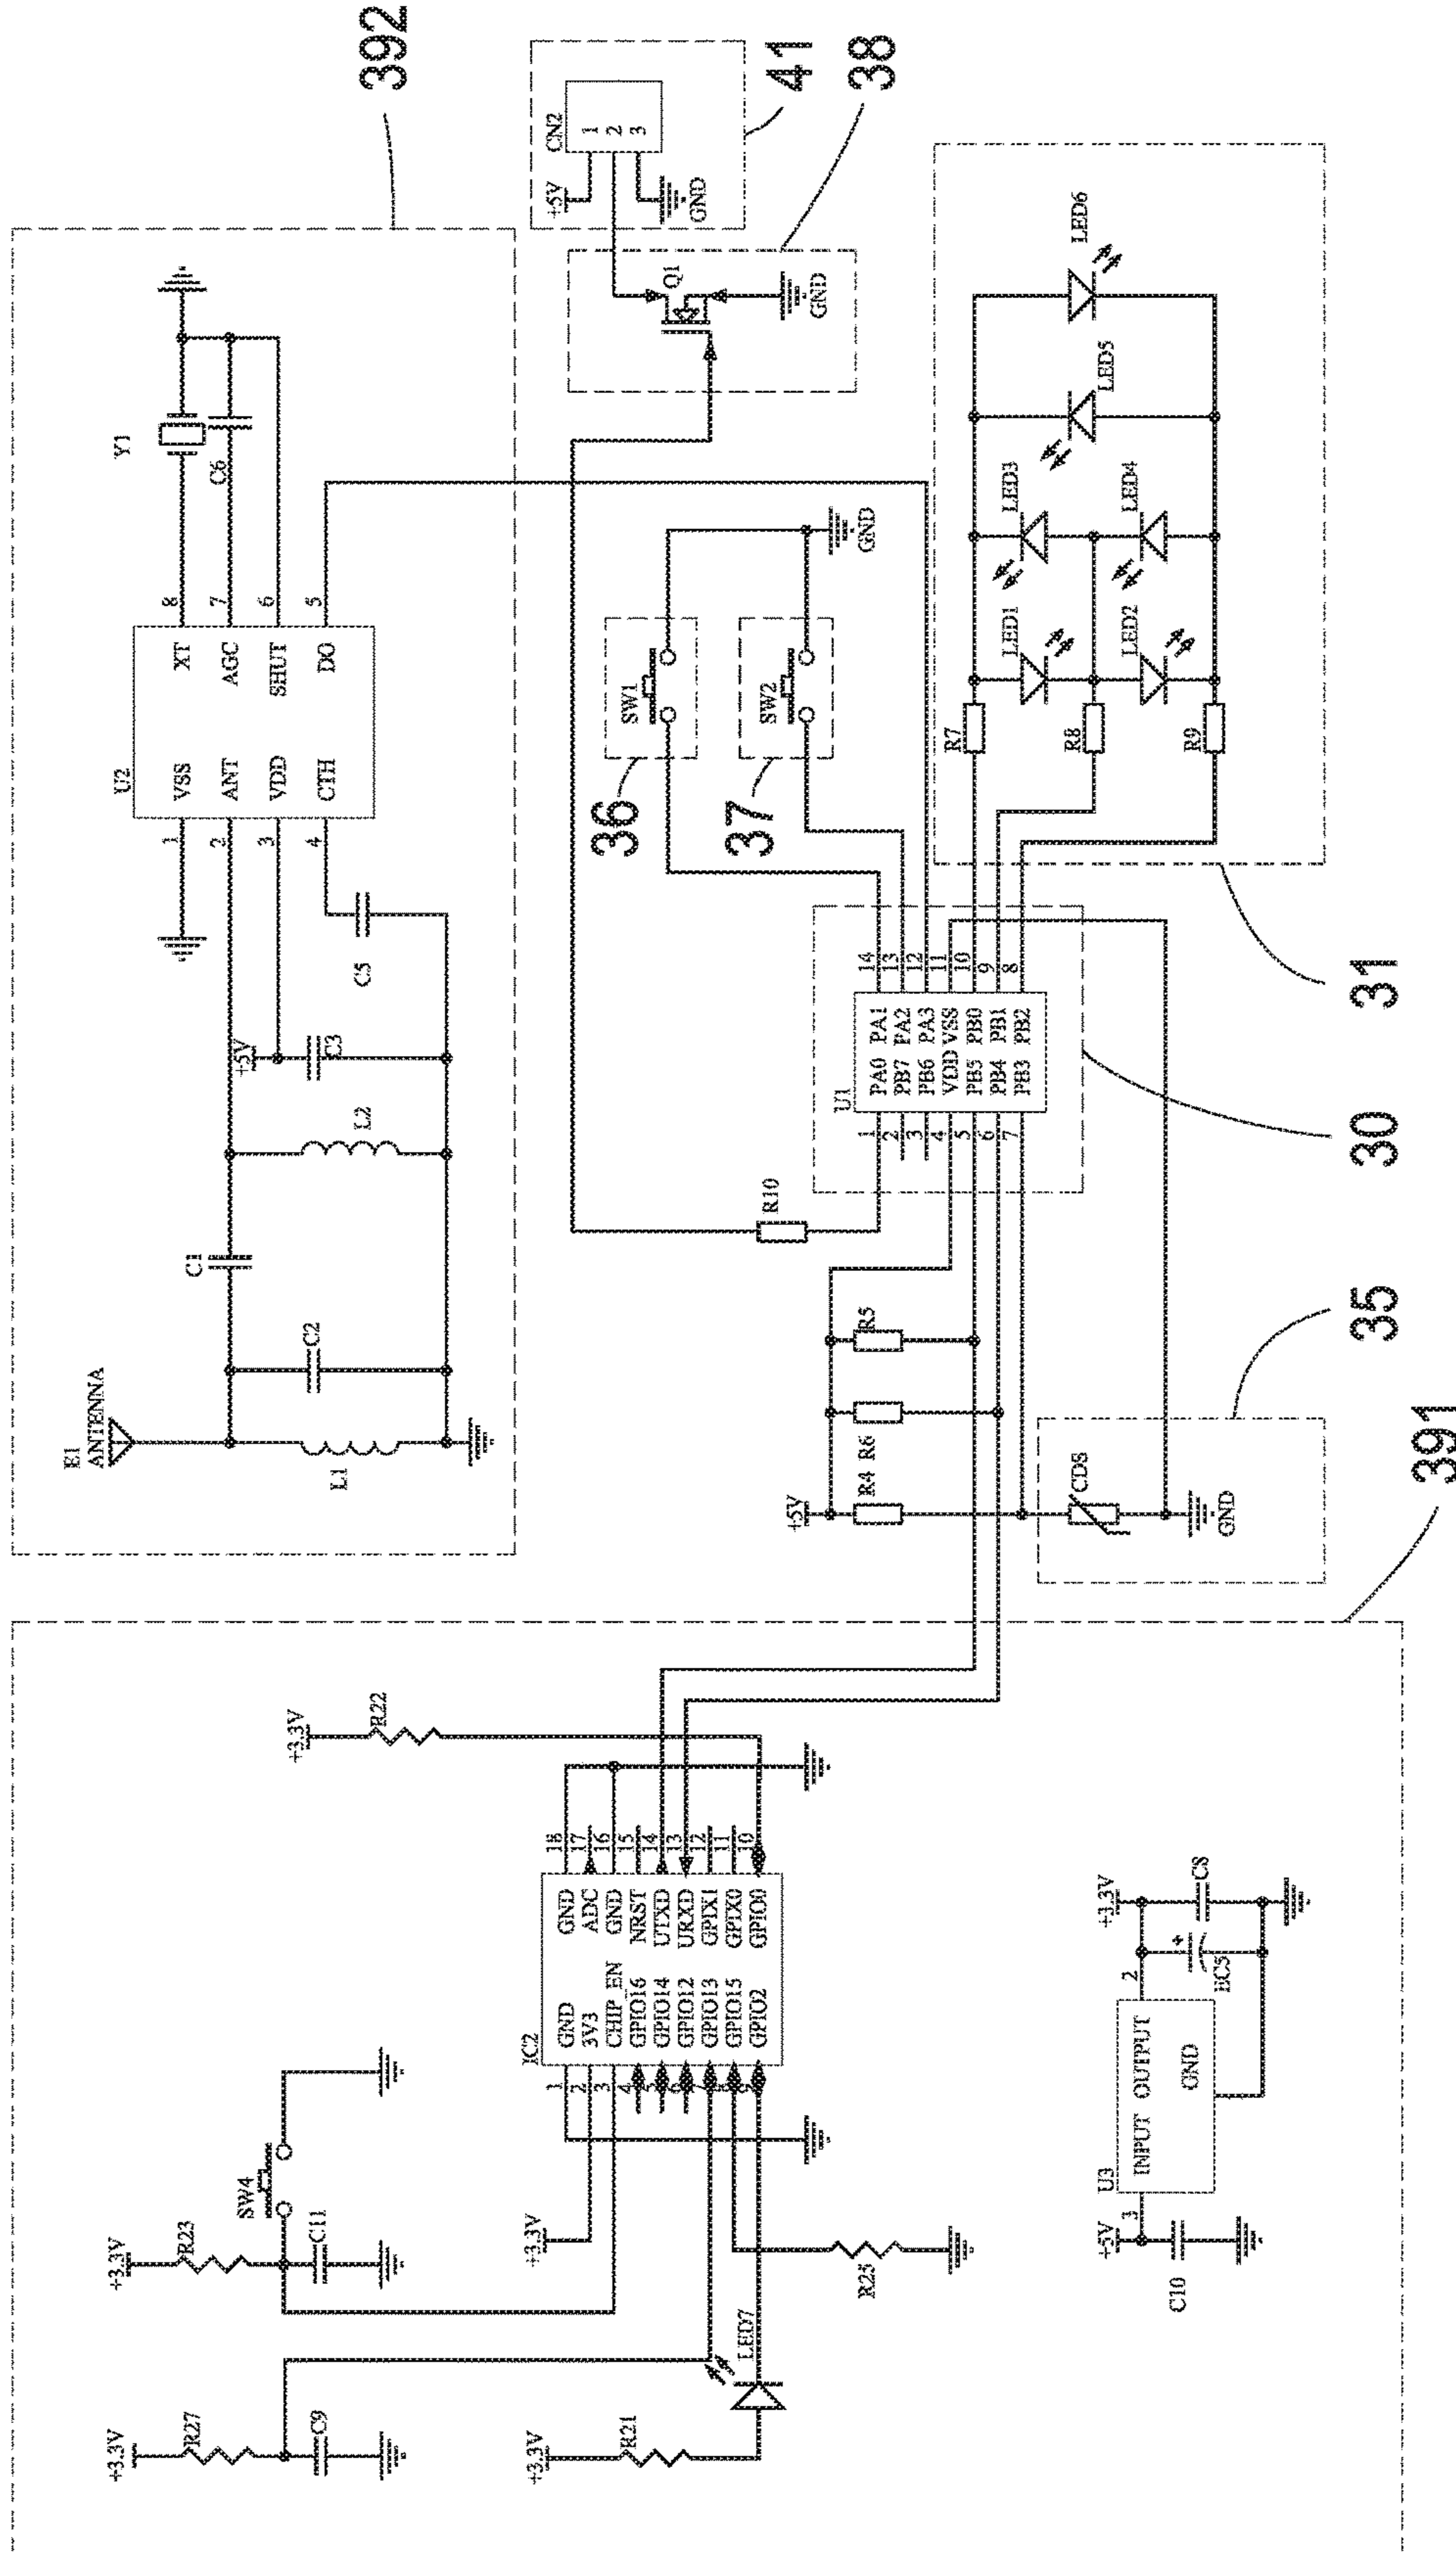 392
E1
ANTENNA
L1
C2
C1
L2
+5V
C3
C5
U2
1
2
3
4
VSS
ANT
VDD
CTH
XT
AGC
SHUT
DO
8
7
6
5
Y1
C6
41
CN2
1
2
3
+5V
GND
38
Q1
GND
36
SW1
37
SW2
GND
R10
30
U1
1
2
3
4
5
6
7
PA0 PA1
PB7 PA2
PB6 PA3
VDD VSS
PB5 PB0
PB4 PB1
PB3 PB2
14
13
12
11
10
9
8
31
R7
R8
R9
LED1
LED2
LED3
LED4
LED5
LED6
35
+5V
R4
R6
R5
CDS
GND
391
+3.3V
R27
C9
+3.3V
R23
C11
SW4
+3.3V
R21
LED7
+3.3V
R25
IC2
1
2
3
4
GND
3V3
CHIP_EN
GPIO16
GPIO14
GPIO12
GPIO13
GPIO15
GPIO2
GND
ADC
GND
NRST
UTXD
URXD
GPIX1
GPIX0
GPIO0
18
17
16
15
14
13
12
11
10
+3.3V
R22
+5V
3
C10
U3
INPUT OUTPUT
GND
2
+3.3V
EC5
+
C8